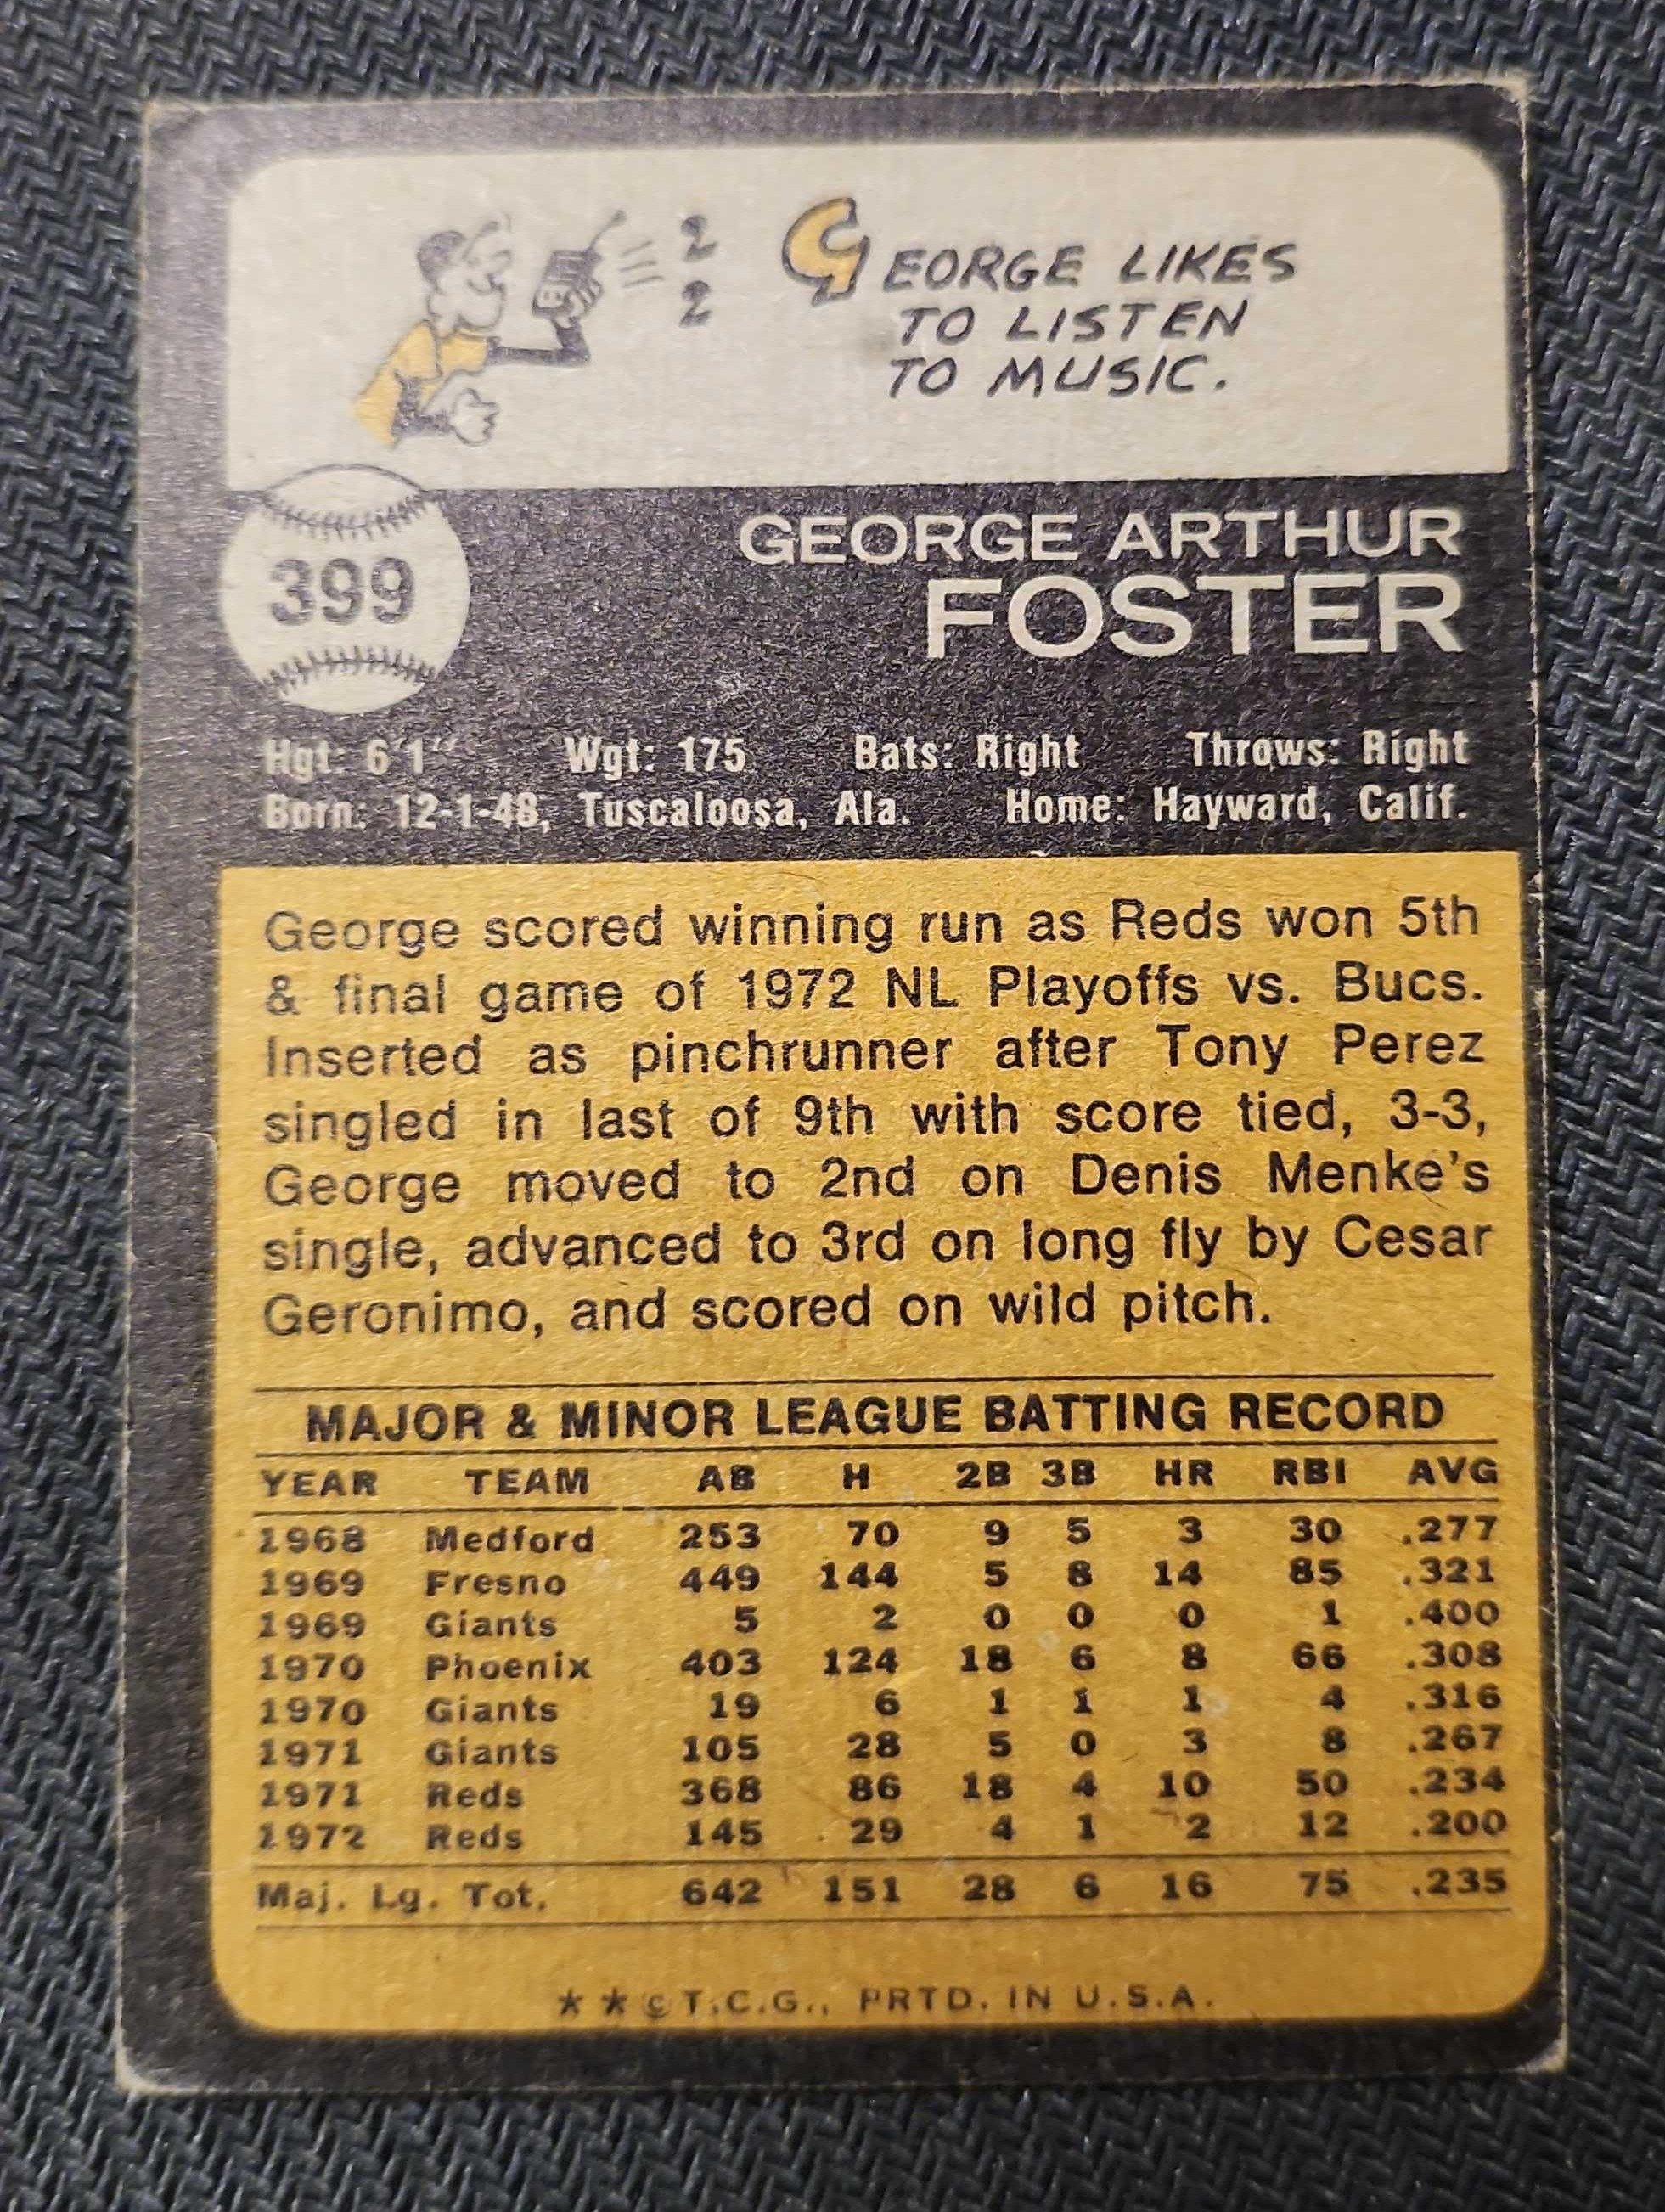 GEORGE LIKES
TO LISTEN
TO MUSIC.
399
GEORGE ARTHUR
FOSTER
Hgt: 6'1" Wgt: 175 Bats: Right Throws: Right
Born: 12-1-48, Tuscaloosa, Ala. Home: Hayward, Calif.
George scored winning run as Reds won 5th
& final game of 1972 NL Playoffs vs. Bucs.
Inserted as pinchrunner after Tony Perez
singled in last of 9th with score tied, 3-3,
George moved to 2nd on Denis Menke's
single, advanced to 3rd on long fly by Cesar
Geronimo, and scored on wild pitch.
MAJOR & MINOR LEAGUE BATTING RECORD
YEAR TEAM AB H 2B 3B HR RBI AVG
1968 Medford 253 70 9 5 3 30 .277
1969 Fresno 449 144 5 8 14 85 .321
1969 Giants 5 2 0 0 0 1 .400
1970 Phoenix 403 124 18 6 8 66 .308
1970 Giants 19 6 1 1 1 4 .316
1971 Giants 105 28 5 0 3 8 .267
1971 Reds 368 86 18 4 10 50 .234
1972 Reds 145 29 4 1 2 12 .200
Maj. Lg. Tot. 642 151 28 6 16 75 .235
★ ★ © T.C.G., PRTD. IN U.S.A.